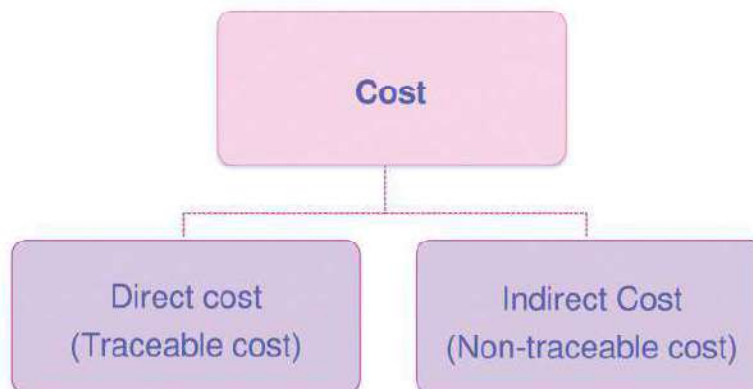 Cost
Direct cost
(Traceable cost)
Indirect Cost
(Non-traceable cost)